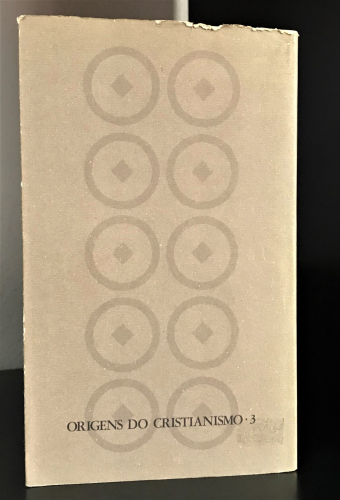 ORIGENS DO CRISTIANISMO · 3